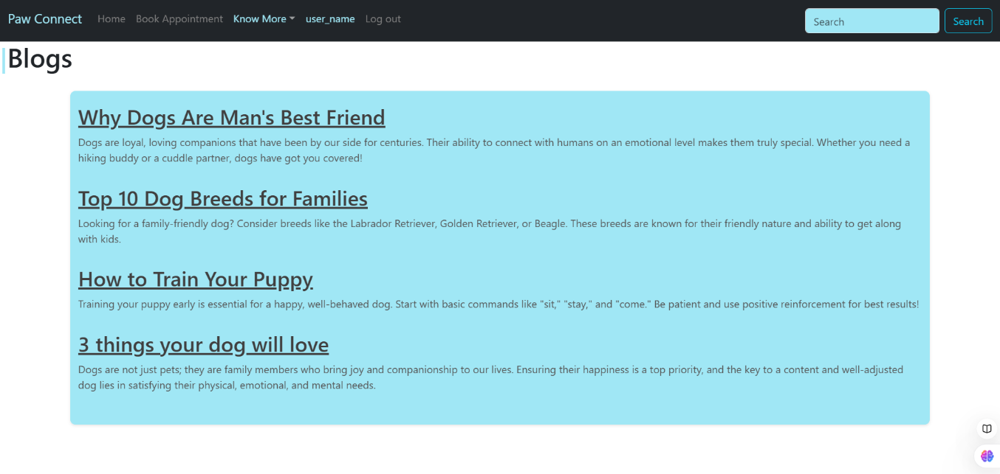 Paw Connect Home Book Appointment Know More user_name Log out Search Search
Blogs
Why Dogs Are Man's Best Friend
Dogs are loyal, loving companions that have been by our side for centuries. Their ability to connect with humans on an emotional level makes them truly special. Whether you need a
hiking buddy or a cuddle partner, dogs have got you covered!
Top 10 Dog Breeds for Families
Looking for a family-friendly dog? Consider breeds like the Labrador Retriever, Golden Retriever, or Beagle. These breeds are known for their friendly nature and ability to get along
with kids.
How to Train Your Puppy
Training your puppy early is essential for a happy, well-behaved dog. Start with basic commands like "sit," "stay," and "come." Be patient and use positive reinforcement for best results!
3 things your dog will love
Dogs are not just pets; they are family members who bring joy and companionship to our lives. Ensuring their happiness is a top priority, and the key to a content and well-adjusted
dog lies in satisfying their physical, emotional, and mental needs.